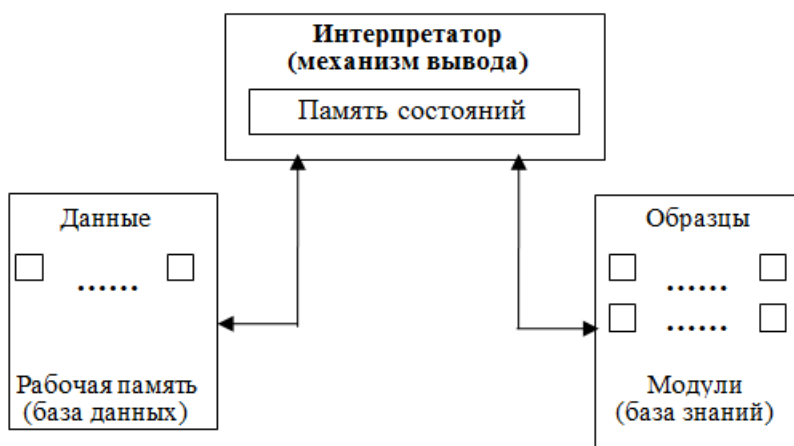 Интерпретатор
(механизм вывода)
Память состояний
Данные
......
Рабочая память
(база данных)
Образцы
......
......
Модули
(база знаний)